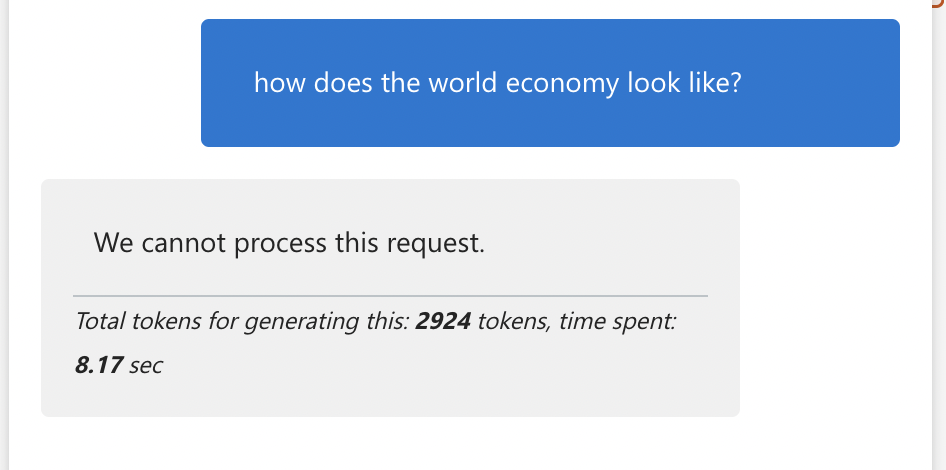 how does the world economy look like?
We cannot process this request.
Total tokens for generating this: 2924 tokens, time spent:
8.17 sec